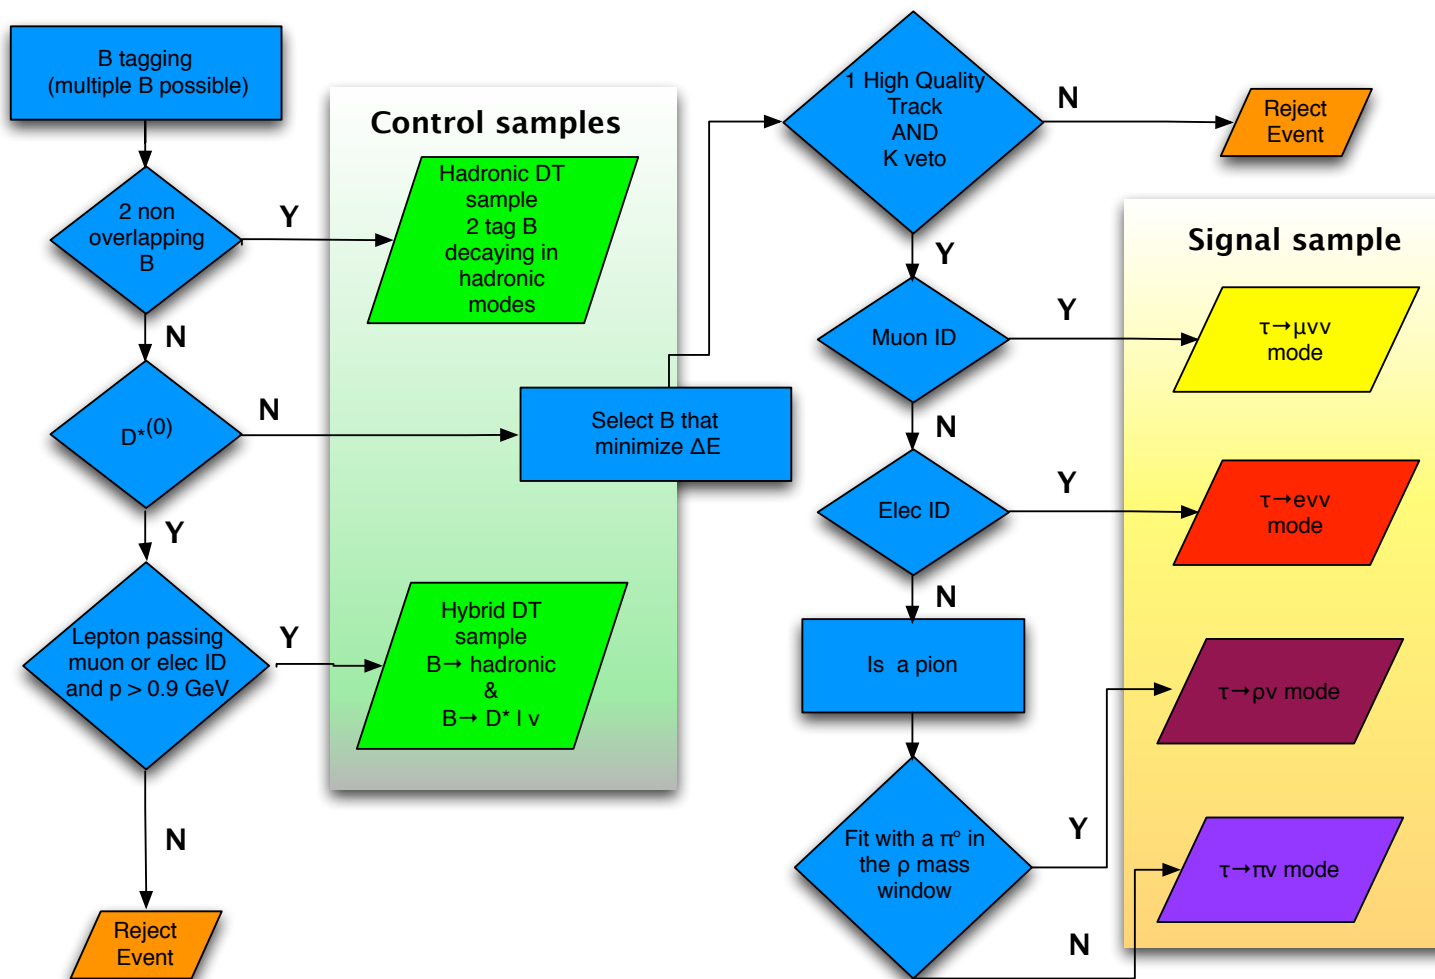 B tagging
(multiple B possible)
2 non
overlapping
B
Y
N
D*(0)
N
Y
Lepton passing
muon or elec ID
and p > 0.9 GeV
Y
N
Reject
Event
Control samples
Hadronic DT
sample
2 tag B
decaying in
hadronic
modes
Select B that
minimize ΔE
Hybrid DT
sample
B→ hadronic
&
B→ D* l ν
1 High Quality
Track
AND
K veto
N
Reject
Event
Y
Muon ID
Y
N
Elec ID
Y
N
Is a pion
Fit with a π° in
the ρ mass
window
Y
N
Signal sample
τ→μνν
mode
τ→eνν
mode
τ→ρν mode
τ→πν mode